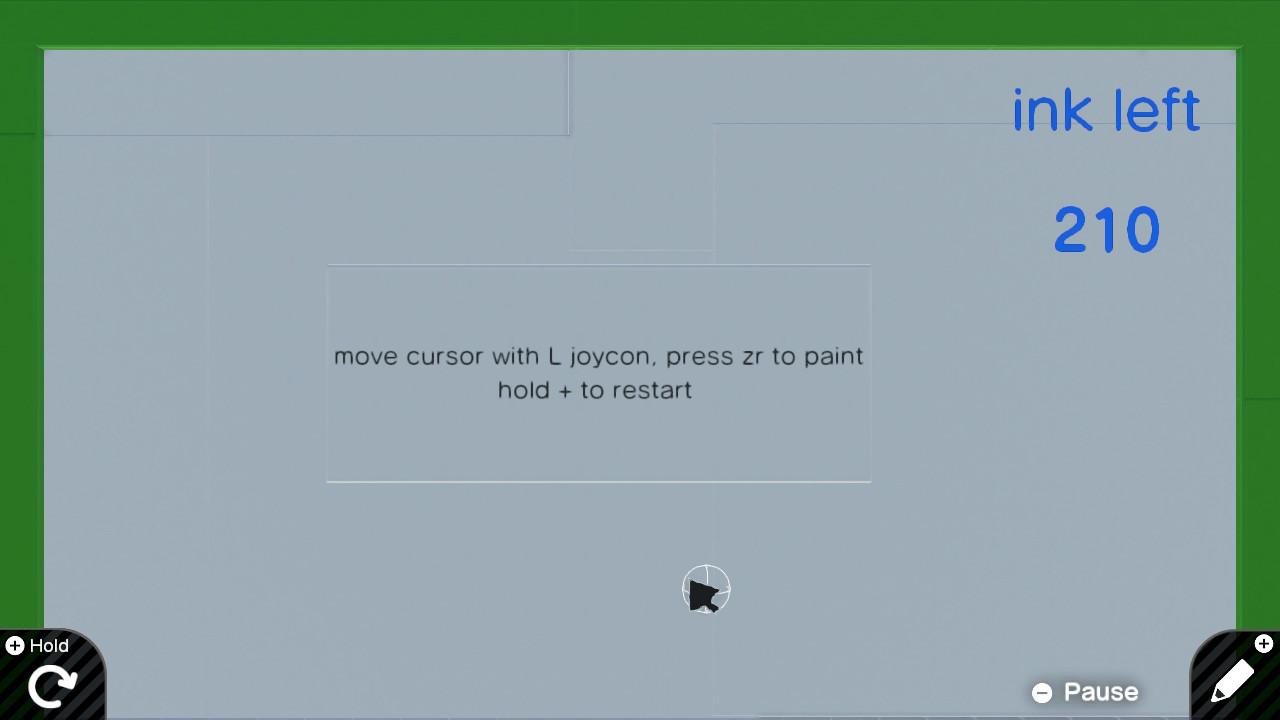 ink left
210
move cursor with L joycon, press zr to paint
hold + to restart
Hold
Pause